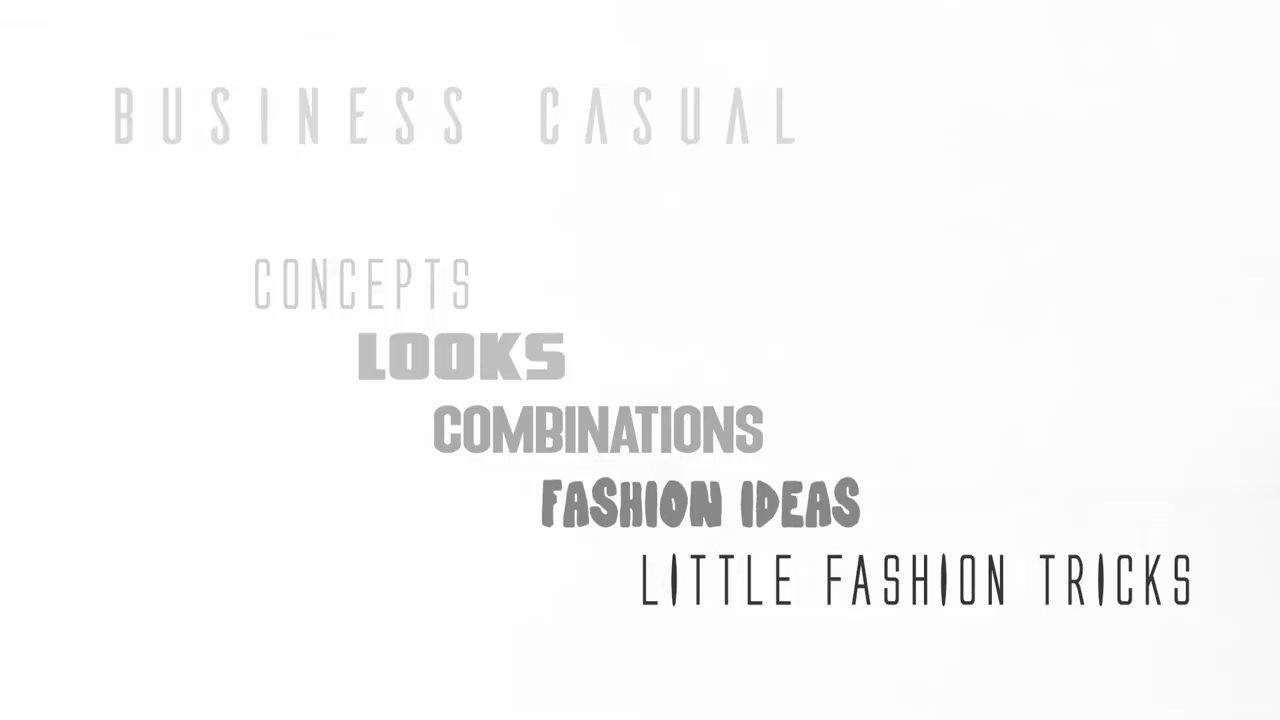 BUSINESS CASUAL
CONCEPTS
LOOKS
COMBINATIONS
FASHION IDEAS
LITTLE FASHION TRICKS